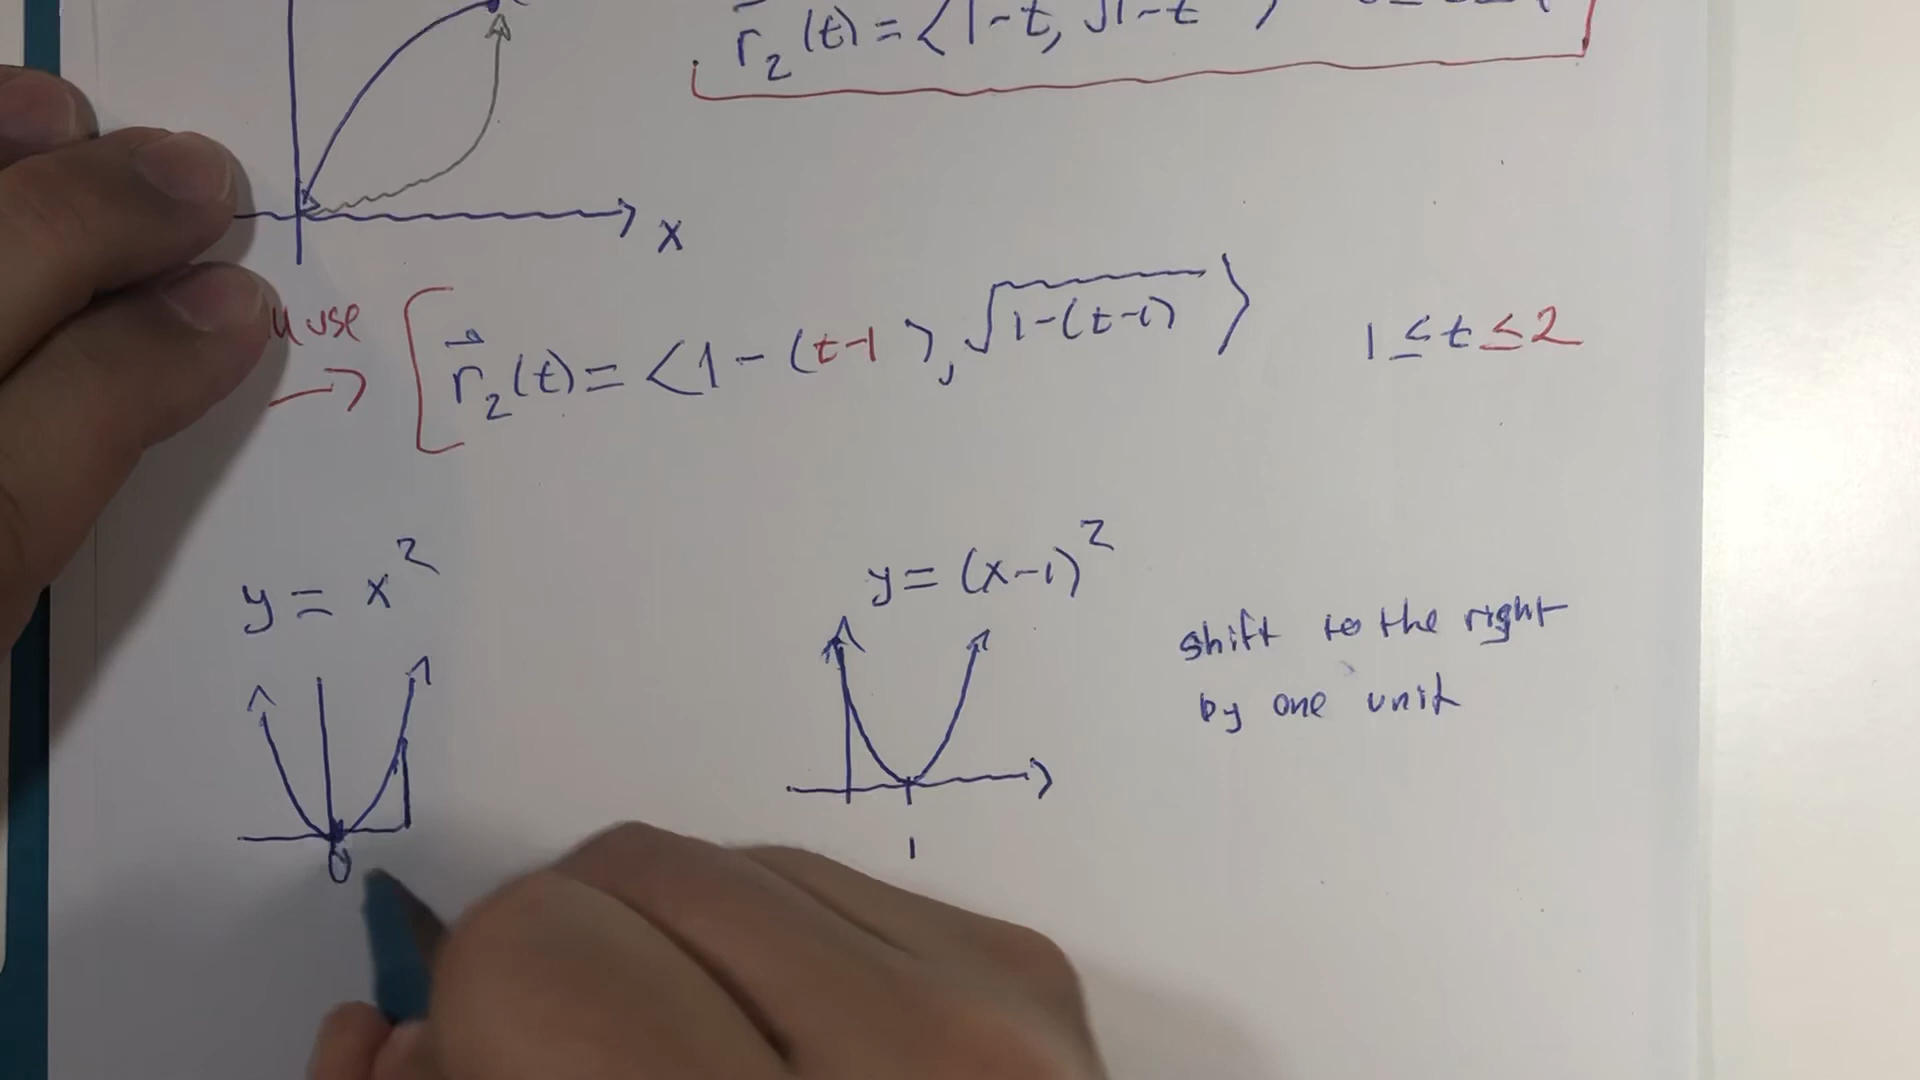 r₂(t) = <1-t, √1-t
x
use
r₂(t) = <1-(t-1), √1-(t-1)> 1 ≤ t ≤ 2
y = x²
y = (x-1)²
shift to the right
by one unit
0
1